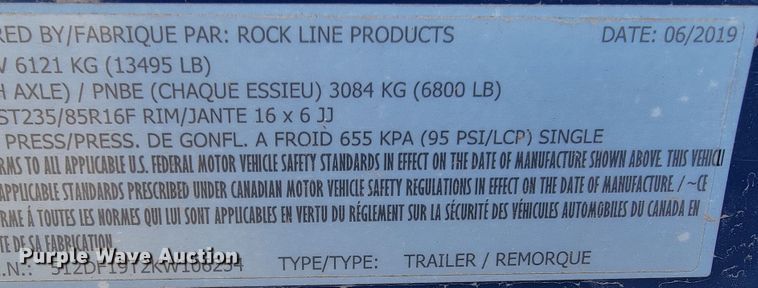 RED BY/FABRIQUE PAR: ROCK LINE PRODUCTS DATE: 06/2019
6121 KG (13495 LB)
H AXLE) / PNBE (CHAQUE ESSIEU) 3084 KG (6800 LB)
ST235/85R16F RIM/JANTE 16 x 6 JJ
PRESS/PRESS. DE GONFL. A FROID 655 KPA (95 PSI/LCP) SINGLE
RMS TO ALL APPLICABLE U.S. FEDERAL MOTOR VEHICLE SAFETY STANDARDS IN EFFECT ON THE DATE OF MANUFACTURE SHOWN ABOVE. THIS VEHICL
APPLICABLE STANDARDS PRESCRIBED UNDER CANADIAN MOTOR VEHICLE SAFETY REGULATIONS IN EFFECT ON THE DATE OF MANUFACTURE. / ~CE
RME À TOUTES LES NORMES QUI LUI SONT APPLICABLES EN VERTU DU RÉGLEMENT SUR LA SÉCURITÉ DES VÉHICULES AUTOMOBILES DU CANADA EN
TE DE SA FABRICATION.
I.N.: TYPE/TYPE: TRAILER / REMORQUE
Purple Wave Auction